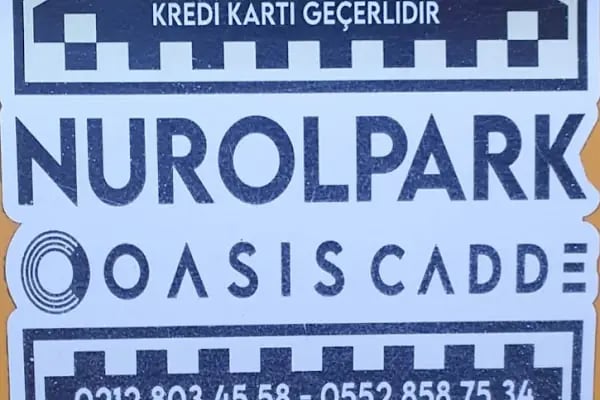 KREDİ KARTI GEÇERLİDİR
NUROLPARK
OASIS CADDE
0212 803 45 58 - 0552 858 75 34